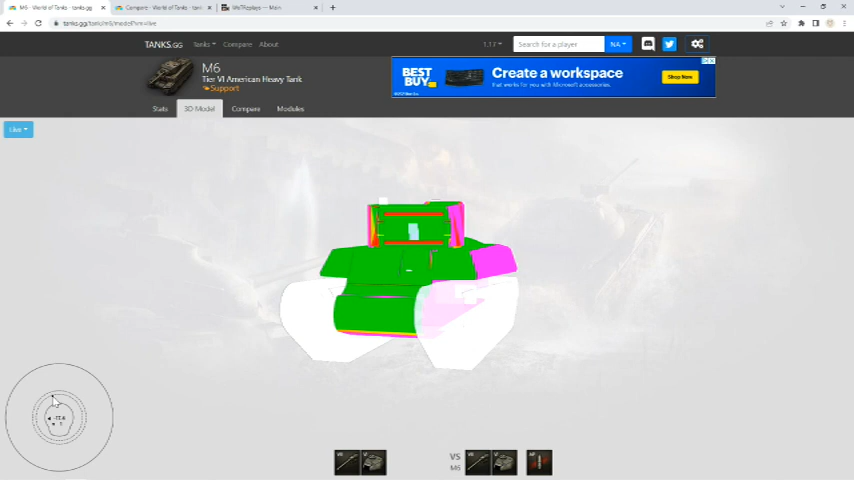 M6 - World of Tanks - tanks.gg
Compare - World of Tanks - tank
WoTReplays — Main
tanks.gg/tank/m6/model?vm=live
TANKS.GG
Tanks
Compare
About
1.17
Search for a player
NA
M6
Tier VI American Heavy Tank
Support
BEST BUY
Create a workspace
that works for you with Microsoft accessories.
Shop Now
Stats
3D Model
Compare
Modules
Live
VS
M6